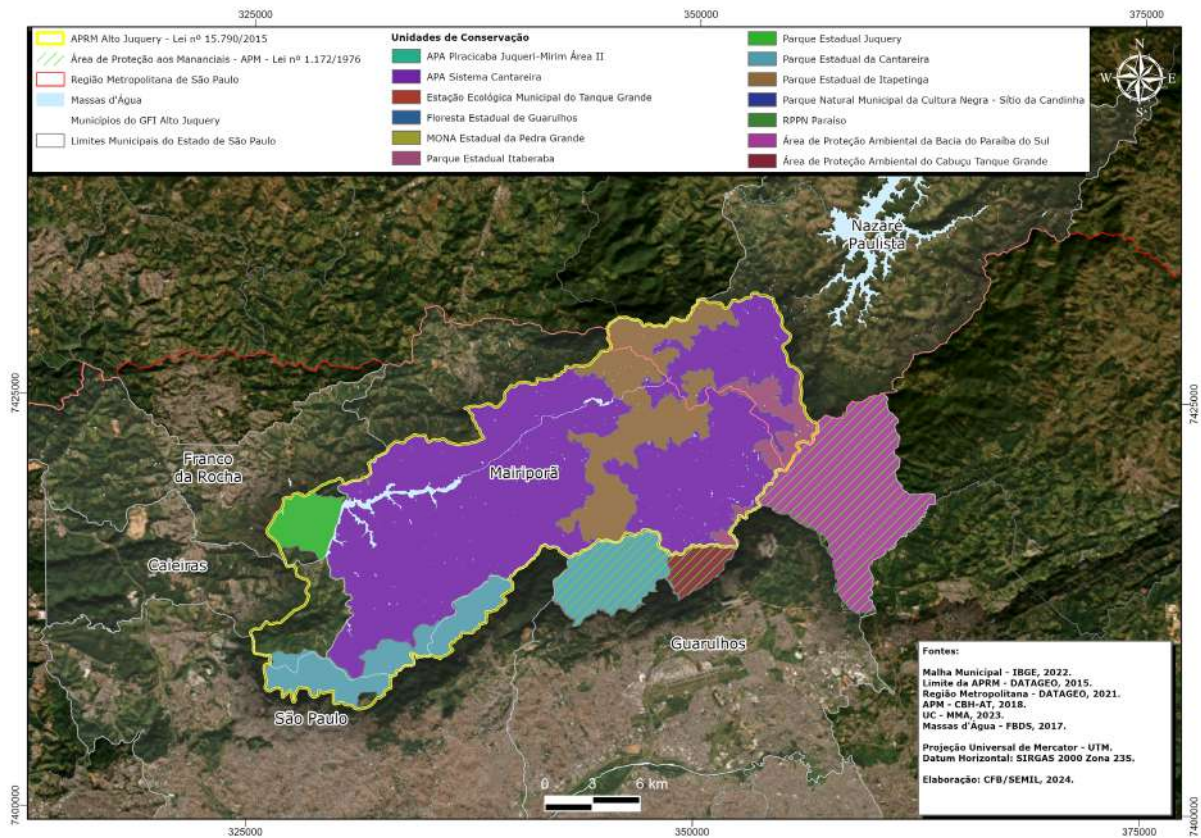 325000
350000
375000
APRM Alto Juquery - Lei nº 15.790/2015
Área de Proteção aos Mananciais - APM - Lei nº 1.172/1976
Região Metropolitana de São Paulo
Massas d'Água
Municípios do GFI Alto Juquery
Limites Municipais do Estado de São Paulo
Unidades de Conservação
APA Piracicaba Juqueri-Mirim Área II
APA Sistema Cantareira
Estação Ecológica Municipal do Tanque Grande
Floresta Estadual de Guarulhos
MONA Estadual da Pedra Grande
Parque Estadual Itaberaba
Parque Estadual Juquery
Parque Estadual da Cantareira
Parque Estadual de Itapetinga
Parque Natural Municipal da Cultura Negra - Sítio da Candinha
RPPN Paraíso
Área de Proteção Ambiental da Bacia do Paraíba do Sul
Área de Proteção Ambiental do Cabuçu Tanque Grande
N
W
E
S
Nazaré
Paulista
7425000
7425000
Franco
da Rocha
Mairiporã
Caieiras
Guarulhos
São Paulo
Fontes:
Malha Municipal - IBGE, 2022.
Limite da APRM - DATAGEO, 2015.
Região Metropolitana - DATAGEO, 2021.
APM - CBH-AT, 2018.
UC - MMA, 2023.
Massas d'Água - FBDS, 2017.
Projeção Universal de Mercator - UTM.
Datum Horizontal: SIRGAS 2000 Zona 23S.
Elaboração: CFB/SEMIL, 2024.
0 3 6 km
7400000
7400000
325000
350000
375000